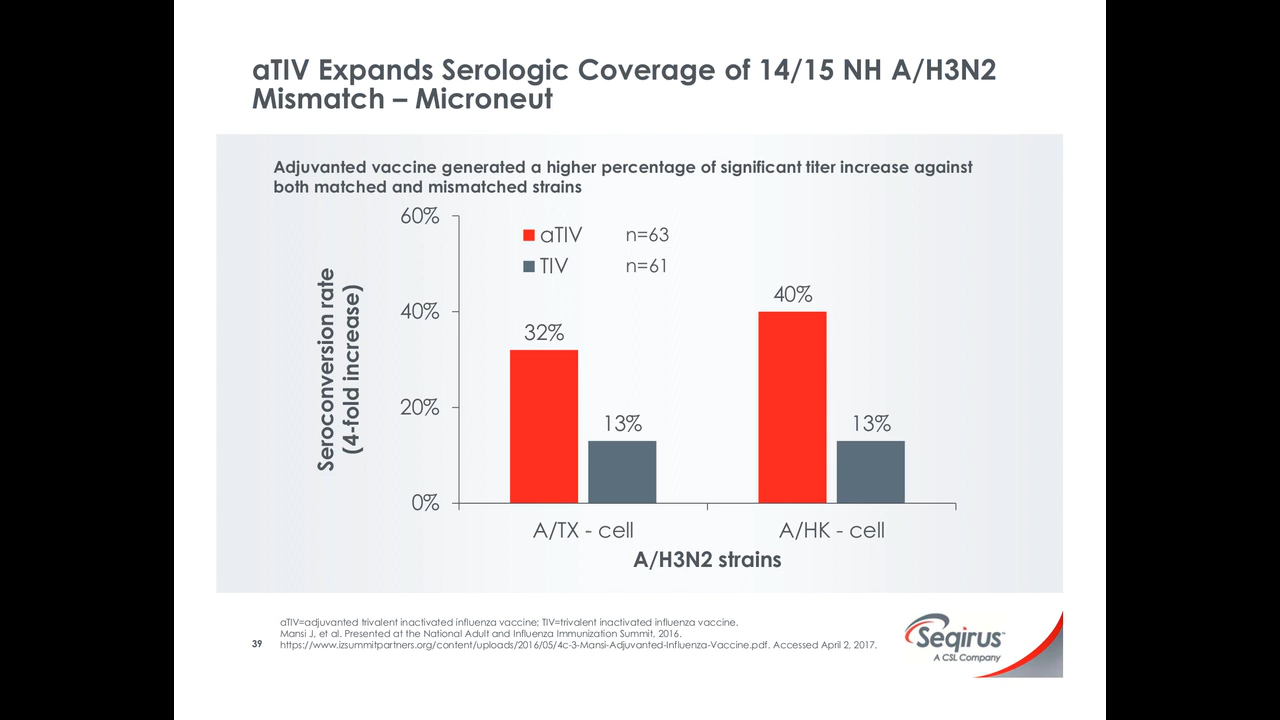 aTIV Expands Serologic Coverage of 14/15 NH A/H3N2
Mismatch – Microneut
Adjuvanted vaccine generated a higher percentage of significant titer increase against
both matched and mismatched strains
Seroconversion rate
(4-fold increase)
60%
40%
20%
0%
aTIV n=63
TIV n=61
32%
13%
40%
13%
A/TX - cell
A/HK - cell
A/H3N2 strains
aTIV=adjuvanted trivalent inactivated influenza vaccine; TIV=trivalent inactivated influenza vaccine.
Mansi J, et al. Presented at the National Adult and Influenza Immunization Summit, 2016.
39 https://www.izsummitpartners.org/content/uploads/2016/05/4c-3-Mansi-Adjuvanted-Influenza-Vaccine.pdf. Accessed April 2, 2017.
Seqirus™
A CSL Company